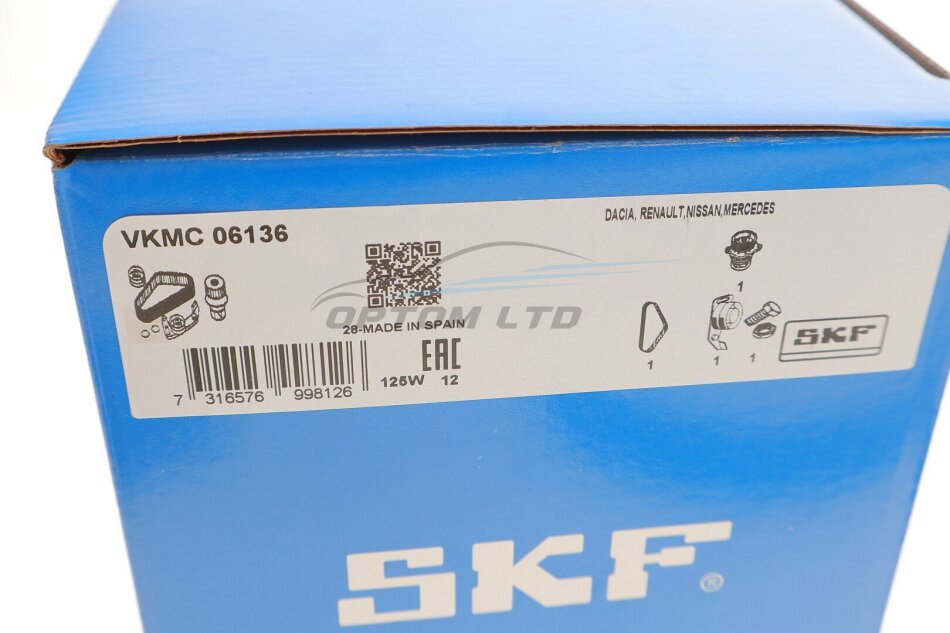 VKMC 06136
DACIA, RENAULT,NISSAN,MERCEDES
OPTOM LTD
28-MADE IN SPAIN
EAC
125W 12
7 316576 998126
1
1
1
1
SKF
SKF®